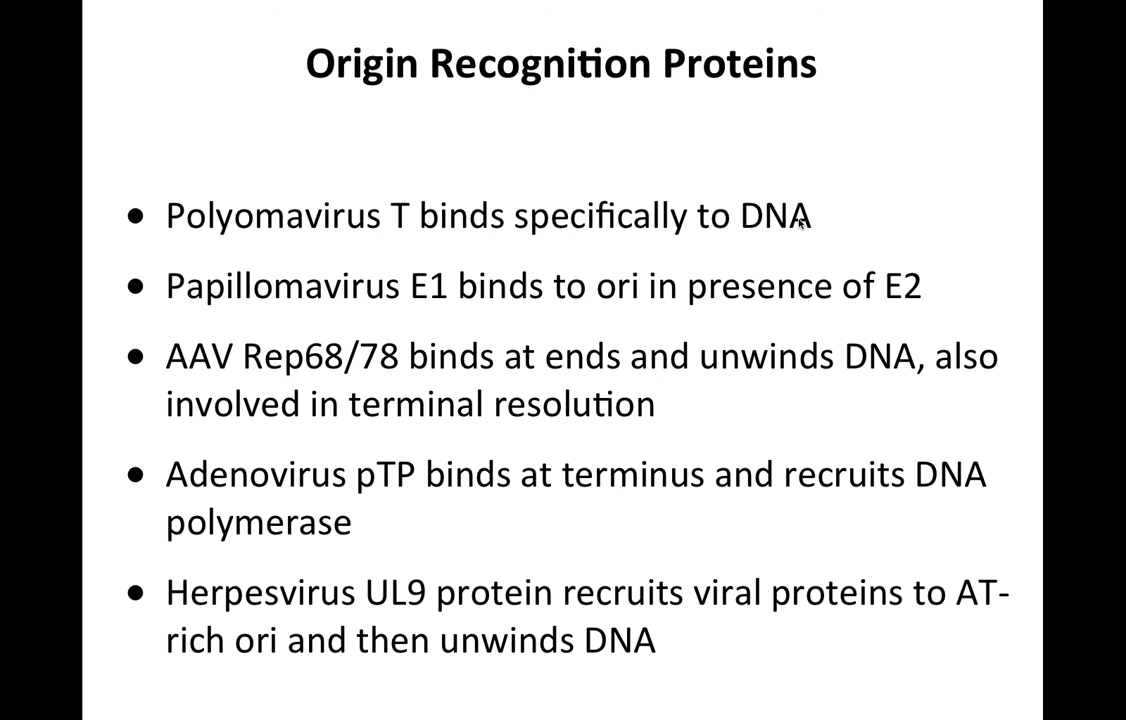 Origin Recognition Proteins
• Polyomavirus T binds specifically to DNA
• Papillomavirus E1 binds to ori in presence of E2
• AAV Rep68/78 binds at ends and unwinds DNA, also
involved in terminal resolution
• Adenovirus pTP binds at terminus and recruits DNA
polymerase
• Herpesvirus UL9 protein recruits viral proteins to AT-
rich ori and then unwinds DNA